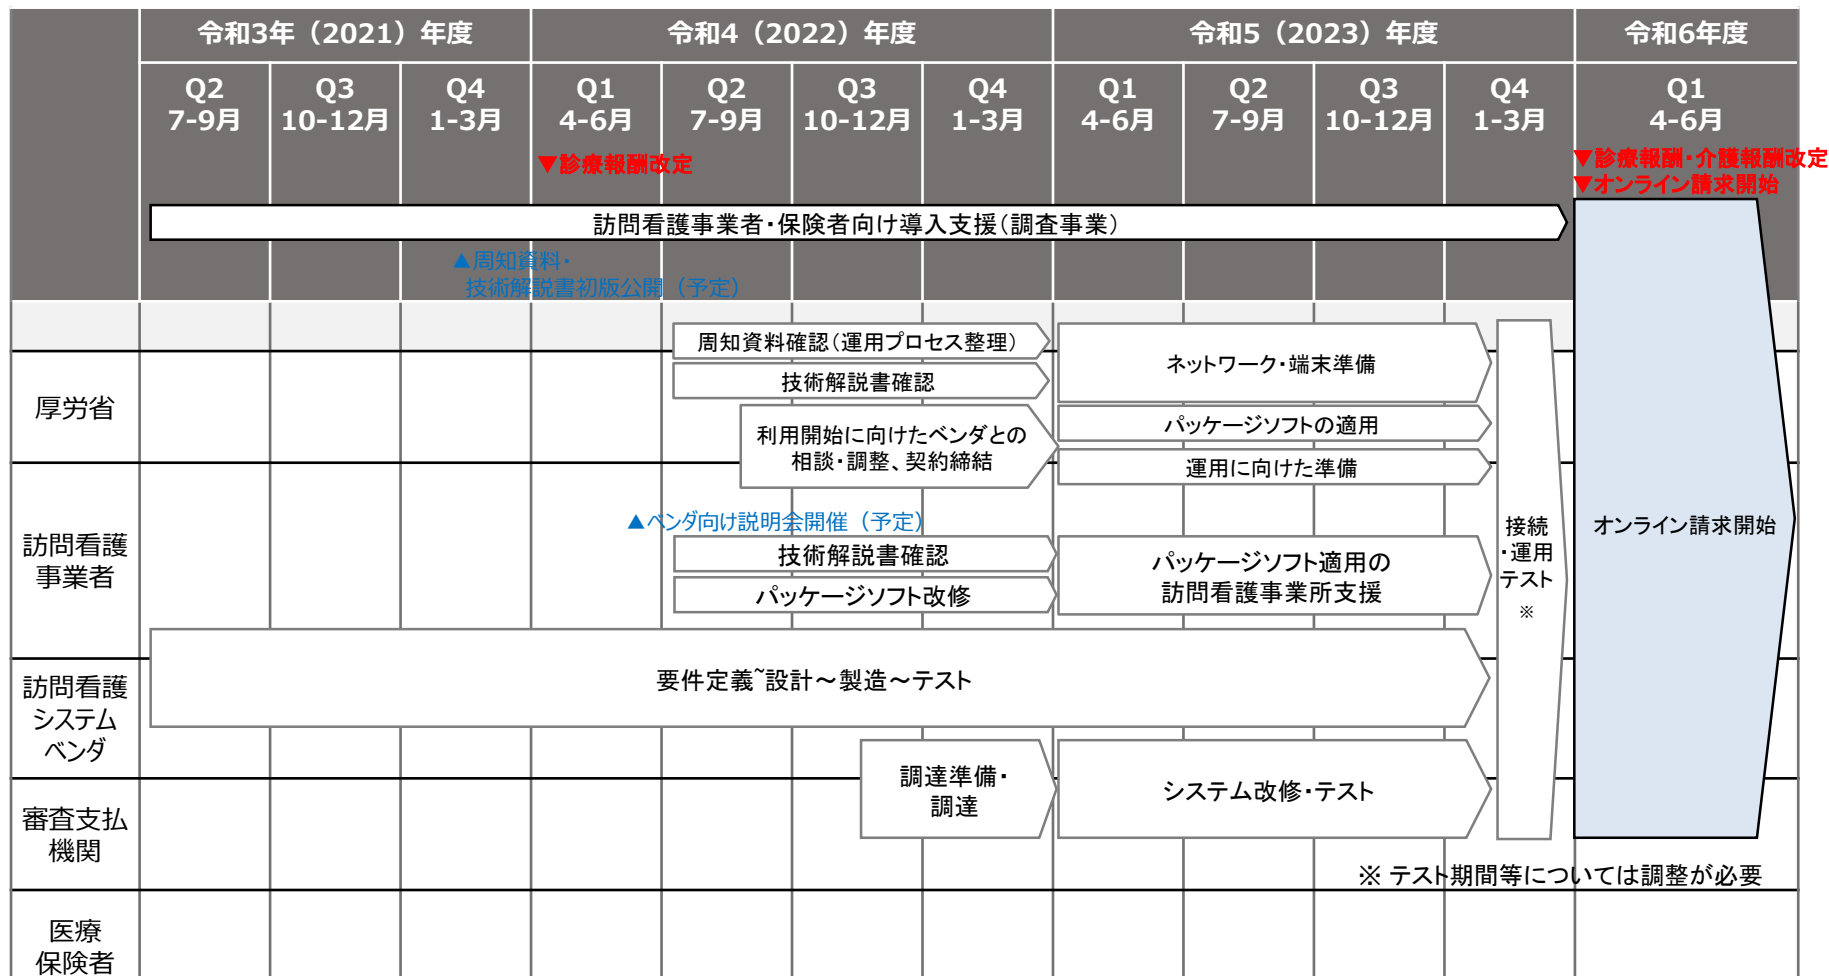 令和3年（2021）年度
令和4（2022）年度
令和5（2023）年度
令和6年度
Q2
7-9月
Q3
10-12月
Q4
1-3月
Q1
4-6月
Q2
7-9月
Q3
10-12月
Q4
1-3月
Q1
4-6月
Q2
7-9月
Q3
10-12月
Q4
1-3月
Q1
4-6月
▼診療報酬改定
▼診療報酬・介護報酬改定
▼オンライン請求開始
訪問看護事業者・保険者向け導入支援（調査事業）
▲周知資料・
技術解説書初版公開（予定）
周知資料確認（運用プロセス整理）
技術解説書確認
利用開始に向けたベンダとの
相談・調整、契約締結
ネットワーク・端末準備
パッケージソフトの適用
運用に向けた準備
厚労省
▲ベンダ向け説明会開催（予定）
技術解説書確認
パッケージソフト改修
パッケージソフト適用の
訪問看護事業所支援
接続
・運用
テスト
※
オンライン請求開始
訪問看護
事業者
要件定義~設計～製造～テスト
訪問看護
システム
ベンダ
調達準備・
調達
システム改修・テスト
審査支払
機関
※ テスト期間等については調整が必要
医療
保険者